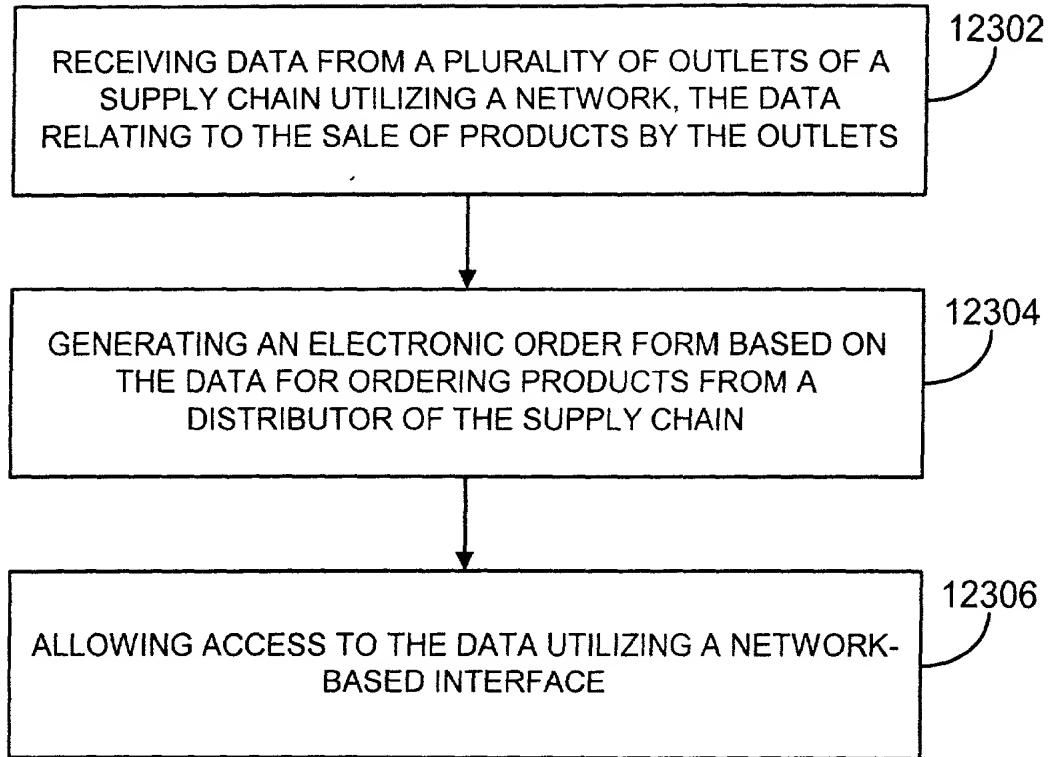 12302
RECEIVING DATA FROM A PLURALITY OF OUTLETS OF A
SUPPLY CHAIN UTILIZING A NETWORK, THE DATA
RELATING TO THE SALE OF PRODUCTS BY THE OUTLETS
12304
GENERATING AN ELECTRONIC ORDER FORM BASED ON
THE DATA FOR ORDERING PRODUCTS FROM A
DISTRIBUTOR OF THE SUPPLY CHAIN
12306
ALLOWING ACCESS TO THE DATA UTILIZING A NETWORK-
BASED INTERFACE